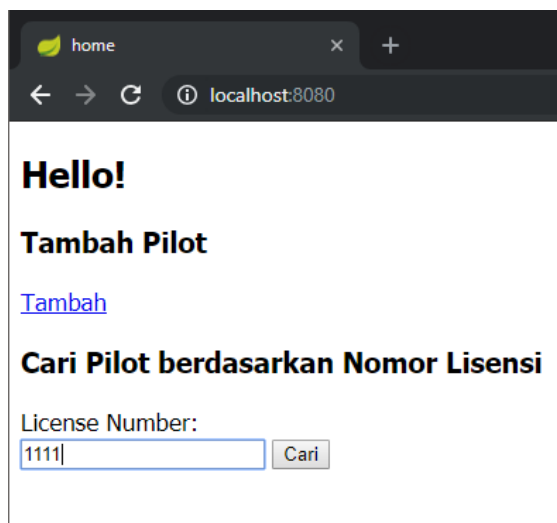 home
localhost:8080
Hello!
Tambah Pilot
Tambah
Cari Pilot berdasarkan Nomor Lisensi
License Number:
1111 Cari